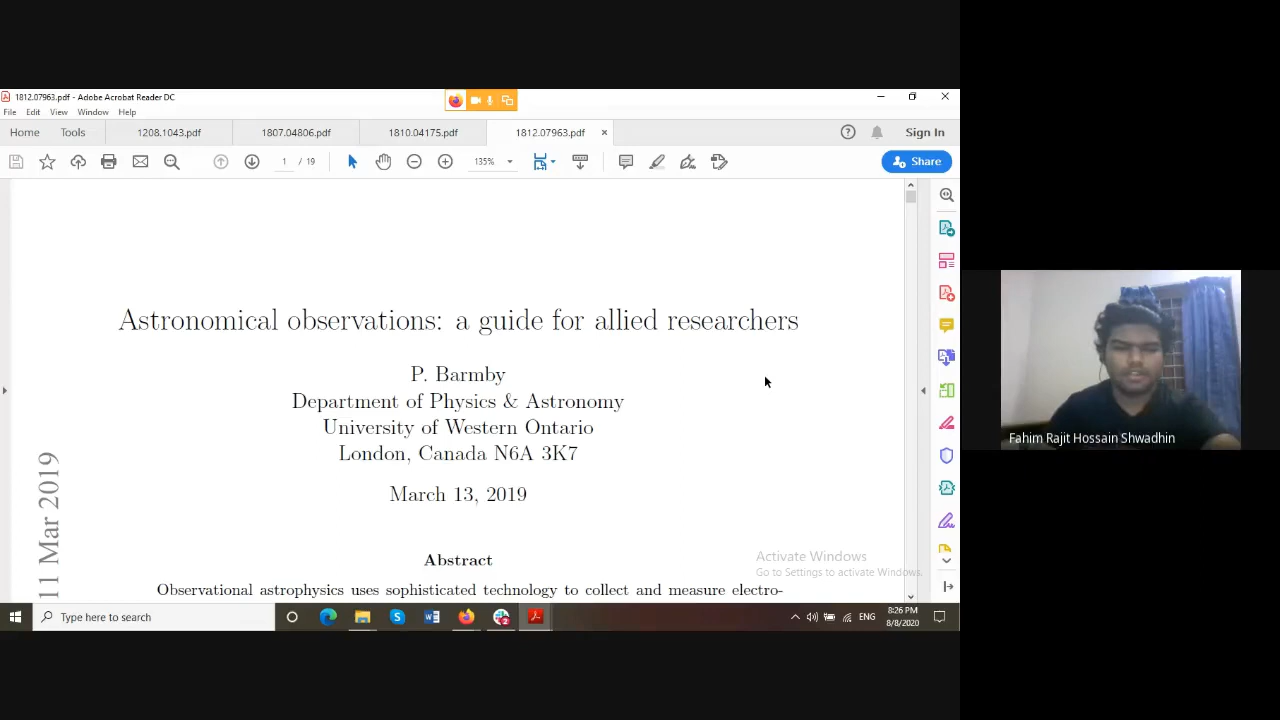 1812.07963.pdf - Adobe Acrobat Reader DC
File Edit View Window Help
Home Tools 1208.1043.pdf 1807.04806.pdf 1810.04175.pdf 1812.07963.pdf × Sign In
1 / 19 135% Share
Astronomical observations: a guide for allied researchers
P. Barmby
Department of Physics & Astronomy
University of Western Ontario
London, Canada N6A 3K7
March 13, 2019
11 Mar 2019
Abstract
Observational astrophysics uses sophisticated technology to collect and measure electro-
Activate Windows
Go to Settings to activate Windows.
Type here to search
ENG
8:26 PM
8/8/2020
Fahim Rajit Hossain Shwadhin